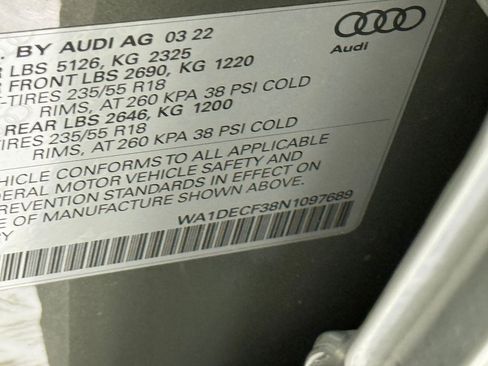 . BY AUDI AG 03 22
R LBS 5126, KG 2325
R FRONT LBS 2690, KG 1220
-TIRES 235/55 R18
RIMS, AT 260 KPA 38 PSI COLD
REAR LBS 2646, KG 1200
TIRES 235/55 R18
RIMS, AT 260 KPA 38 PSI COLD
HICLE CONFORMS TO ALL APPLICABLE
DERAL MOTOR VEHICLE SAFETY AND
PREVENTION STANDARDS IN EFFECT ON
E OF MANUFACTURE SHOWN ABOVE.
Y
WA1DECF38N1097689
Audi